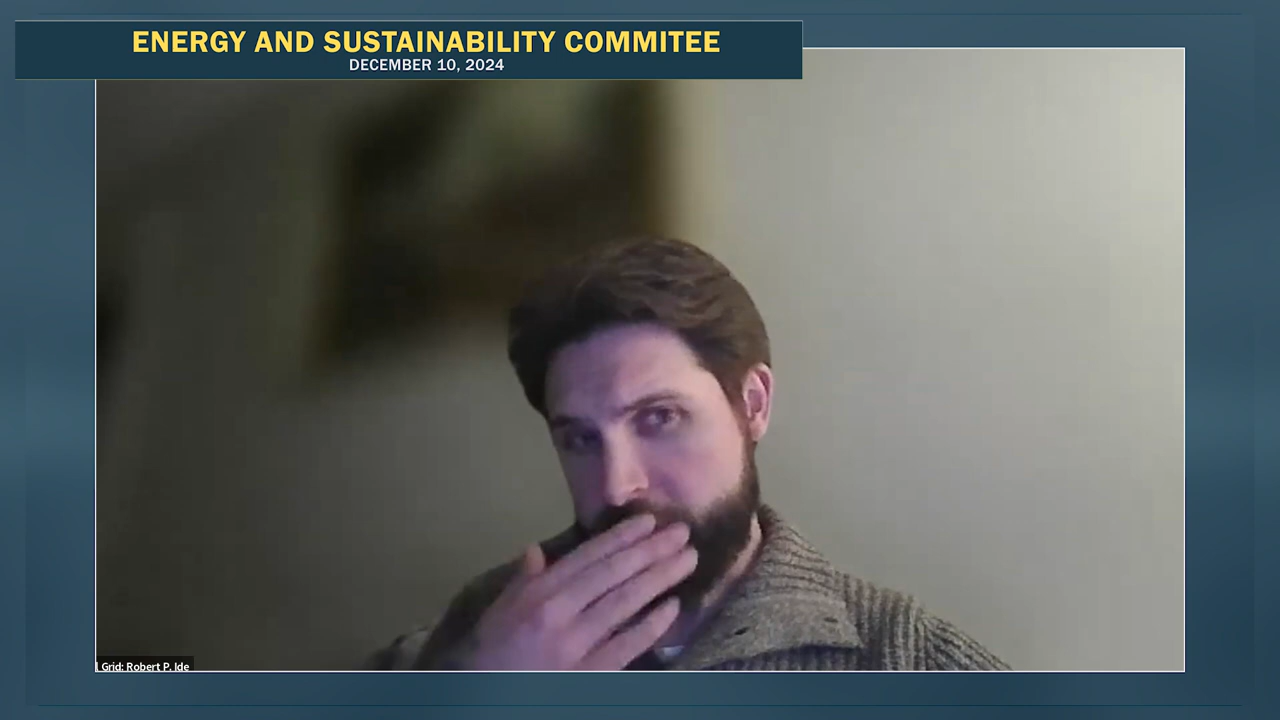 ENERGY AND SUSTAINABILITY COMMITEE
DECEMBER 10, 2024
l Grid: Robert P. Ide